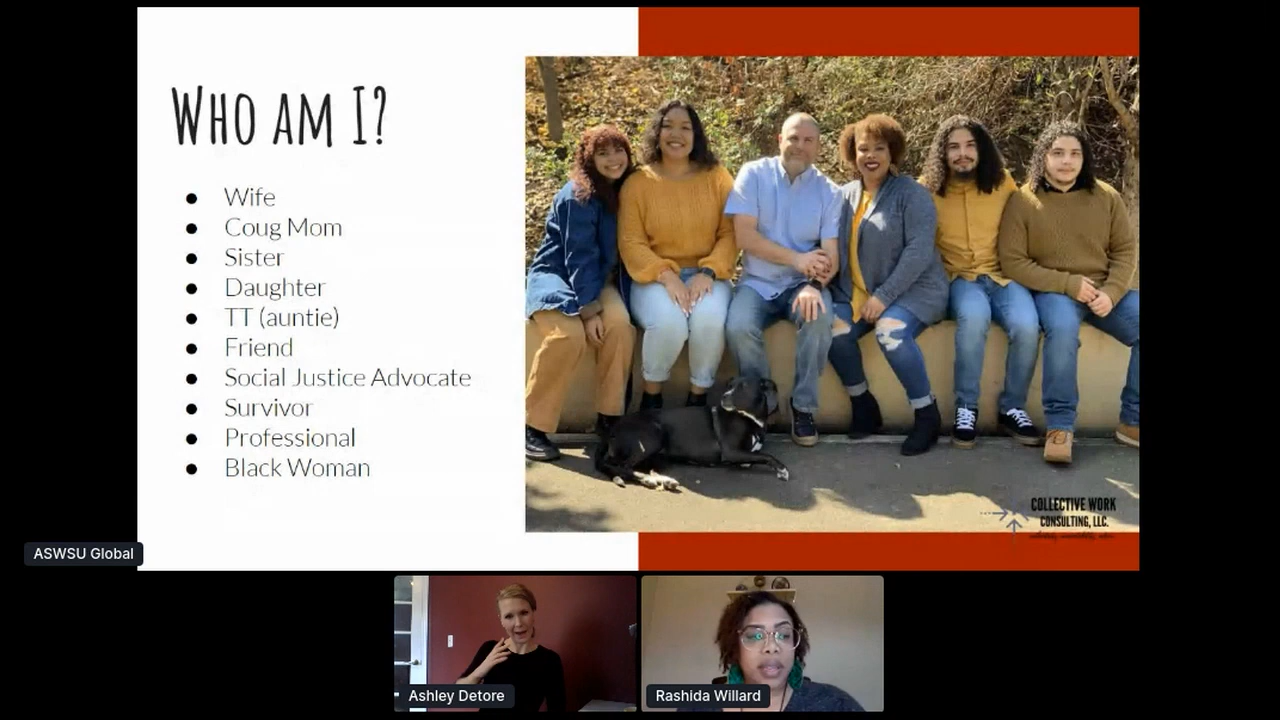 WHO AM I?
● Wife
● Coug Mom
● Sister
● Daughter
● TT (auntie)
● Friend
● Social Justice Advocate
● Survivor
● Professional
● Black Woman
COLLECTIVE WORK
CONSULTING, LLC.
ASWSU Global
Ashley Detore
Rashida Willard